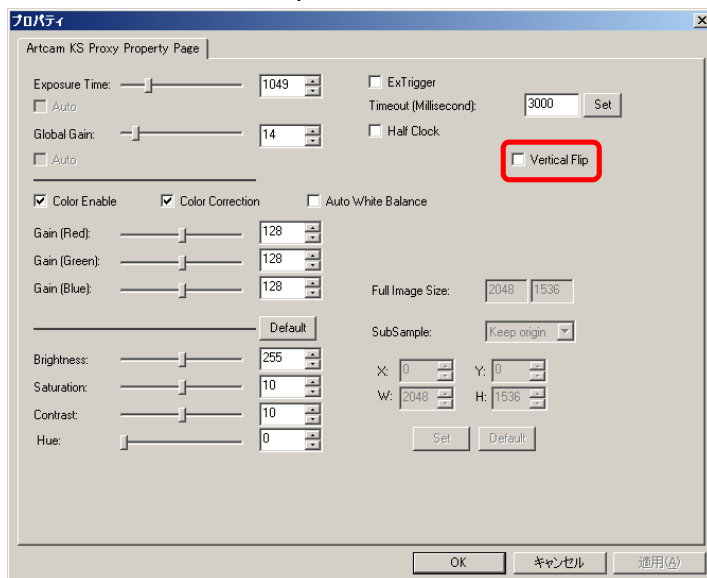 プロパティ
Artcam KS Proxy Property Page
Exposure Time: 1049
Auto
Global Gain: 14
Auto
ExTrigger
Timeout (Millisecond): 3000 Set
Half Clock
Vertical Flip
Color Enable Color Correction Auto White Balance
Gain (Red): 128
Gain (Green): 128
Gain (Blue): 128
Default
Brightness: 255
Saturation: 10
Contrast: 10
Hue: 0
Full Image Size: 2048 1536
SubSample: Keep origin
X: 0 Y: 0
W: 2048 H: 1536
Set Default
OK キャンセル 適用(A)